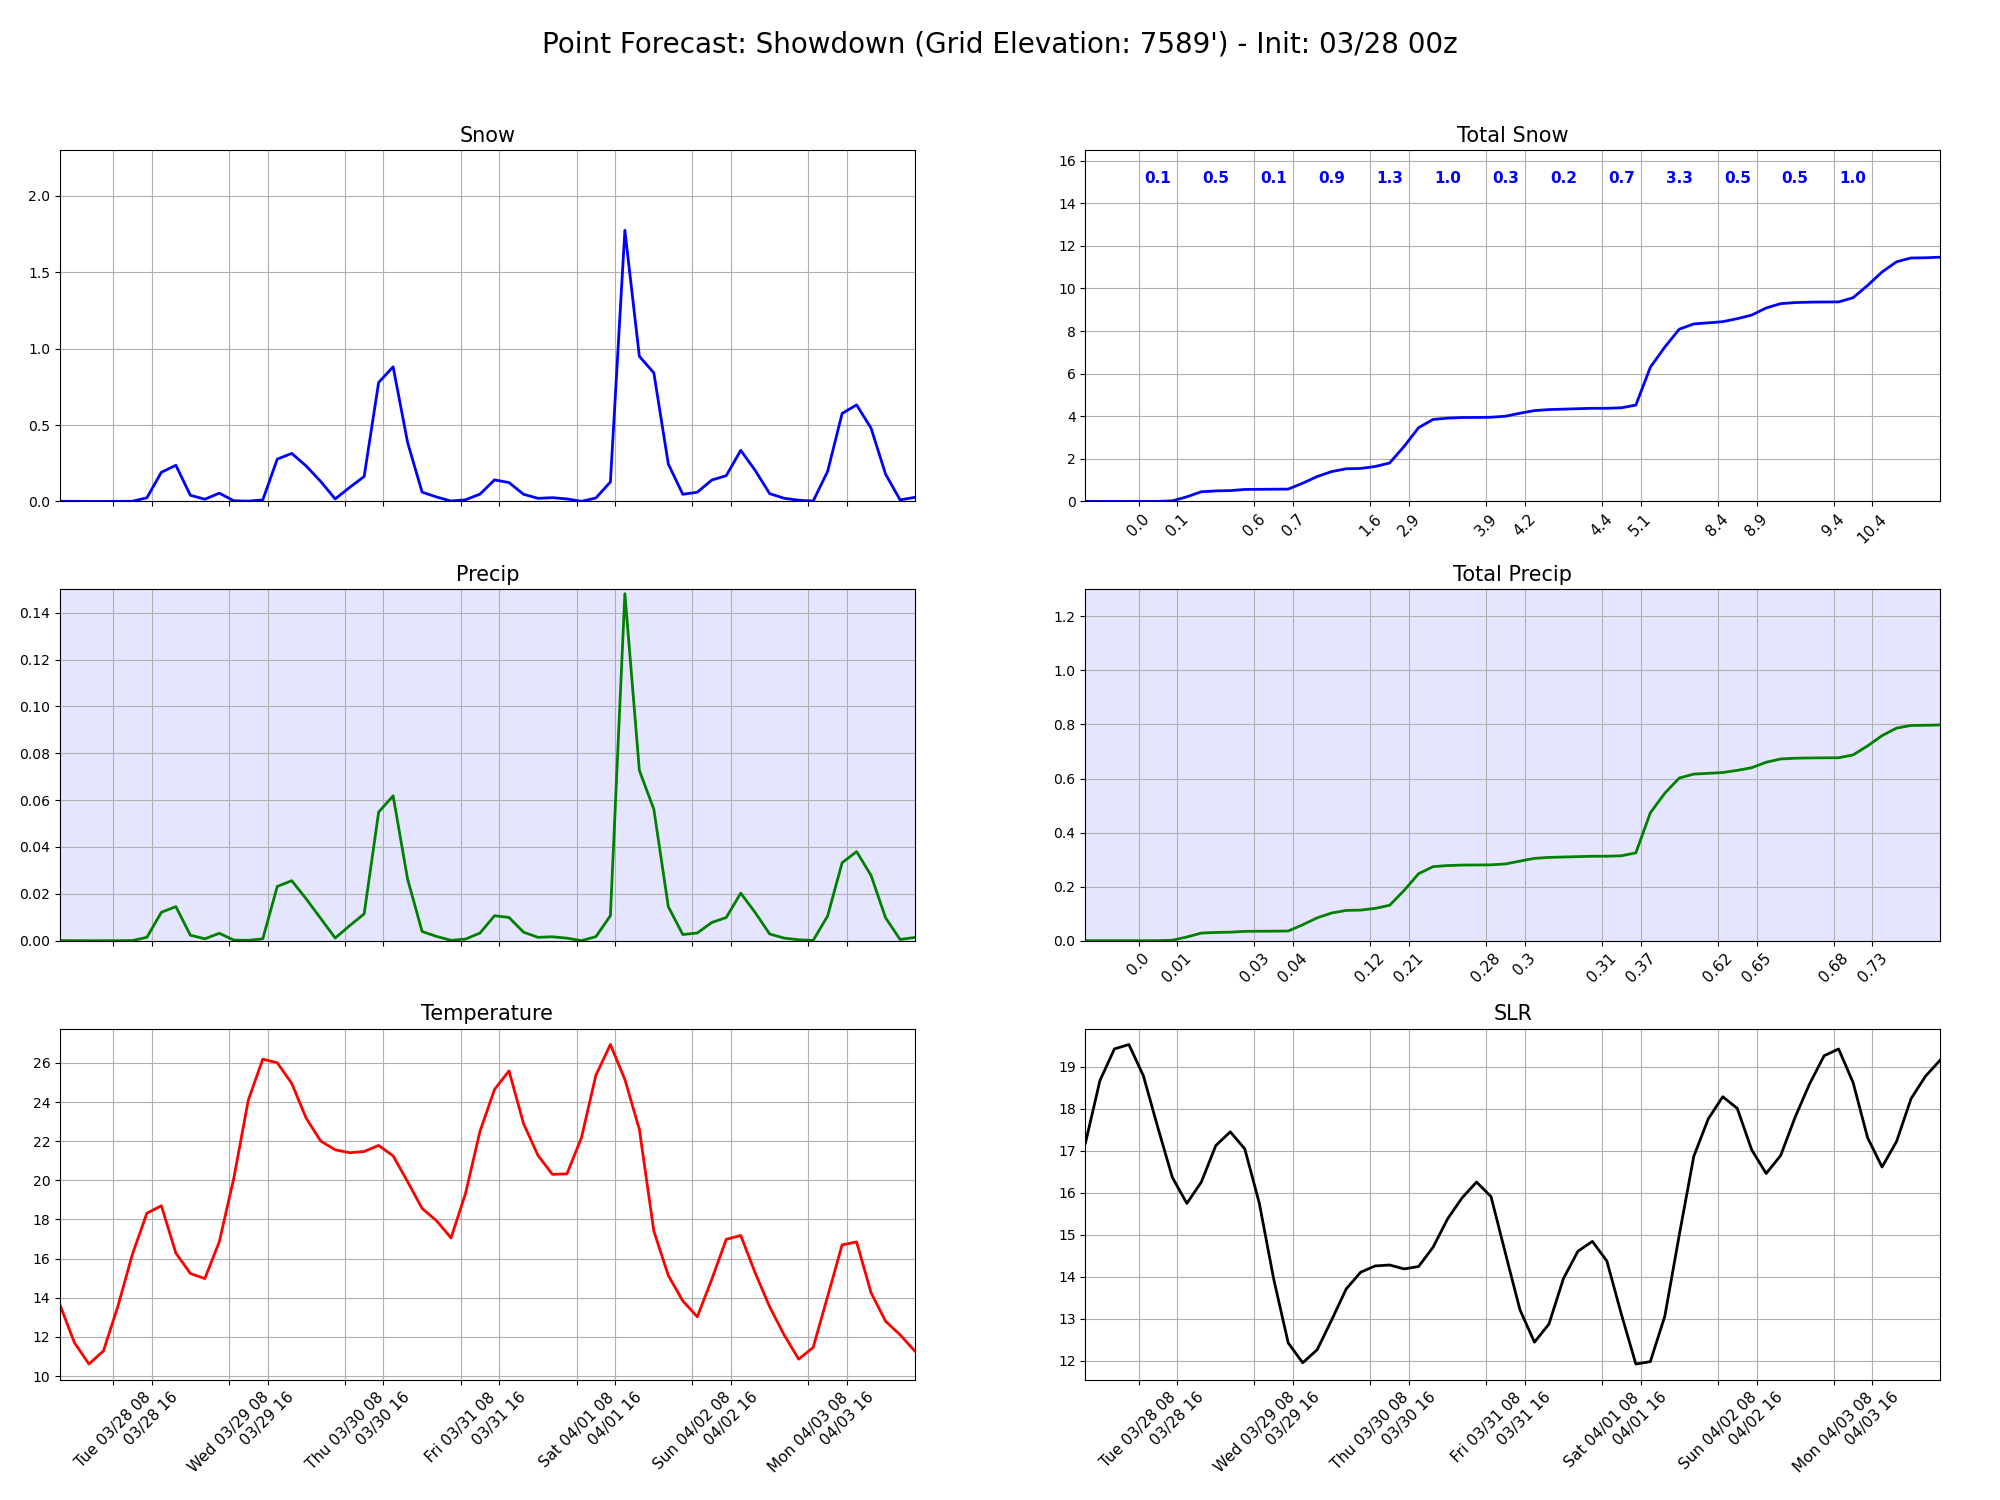 Point Forecast: Showdown (Grid Elevation: 7589') - Init: 03/28 00z
Snow
2.0
1.5
1.0
0.5
0.0
Total Snow
0.1 0.5 0.1 0.9 1.3 1.0 0.3 0.2 0.7 3.3 0.5 0.5 1.0
16
14
12
10
8
6
4
2
0
0.0 0.1 0.6 0.7 1.6 2.9 3.9 4.2 4.4 5.1 8.4 8.9 9.4 10.4
Precip
0.14
0.12
0.10
0.08
0.06
0.04
0.02
0.00
Total Precip
1.2
1.0
0.8
0.6
0.4
0.2
0.0
0.0 0.01 0.03 0.04 0.12 0.21 0.28 0.3 0.31 0.37 0.62 0.65 0.68 0.73
Temperature
26
24
22
20
18
16
14
12
10
Tue 03/28 08
03/28 16
Wed 03/29 08
03/29 16
Thu 03/30 08
03/30 16
Fri 03/31 08
03/31 16
Sat 04/01 08
04/01 16
Sun 04/02 08
04/02 16
Mon 04/03 08
04/03 16
SLR
19
18
17
16
15
14
13
12
Tue 03/28 08
03/28 16
Wed 03/29 08
03/29 16
Thu 03/30 08
03/30 16
Fri 03/31 08
03/31 16
Sat 04/01 08
04/01 16
Sun 04/02 08
04/02 16
Mon 04/03 08
04/03 16